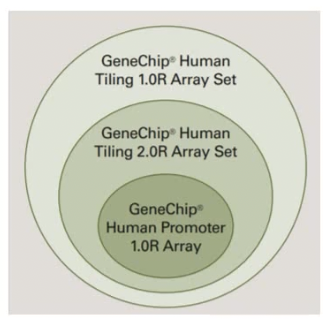 GeneChip® Human
Tiling 1.0R Array Set
GeneChip® Human
Tiling 2.0R Array Set
GeneChip®
Human Promoter
1.0R Array